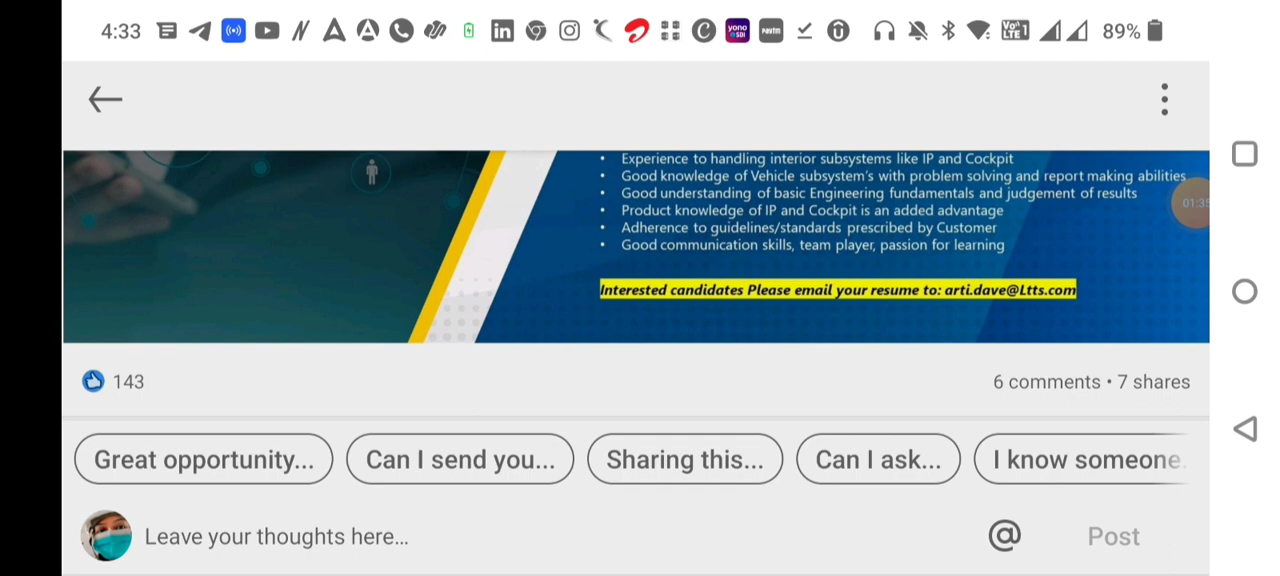 4:33
89%
Experience to handling interior subsystems like IP and Cockpit
Good knowledge of Vehicle subsystem's with problem solving and report making abilities
Good understanding of basic Engineering fundamentals and judgement of results
Product knowledge of IP and Cockpit is an added advantage
Adherence to guidelines/standards prescribed by Customer
Good communication skills, team player, passion for learning
01:35
Interested candidates Please email your resume to: arti.dave@Ltts.com
143
6 comments • 7 shares
Great opportunity... Can I send you... Sharing this... Can I ask... I know someone
Leave your thoughts here... @ Post